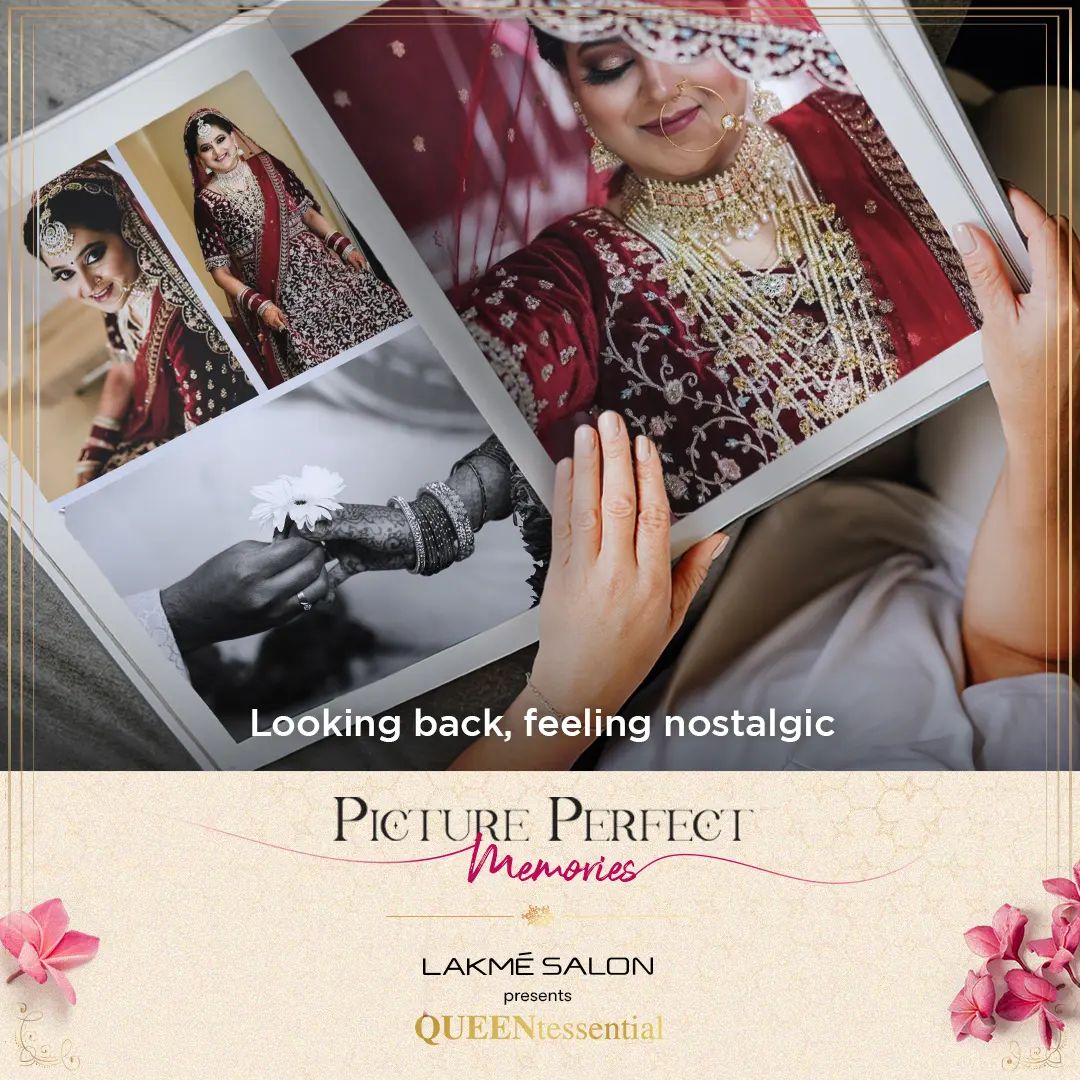 Looking back, feeling nostalgic
PICTURE PERFECT
Memories
LAKMÉ SALON
presents
QUEENtessential